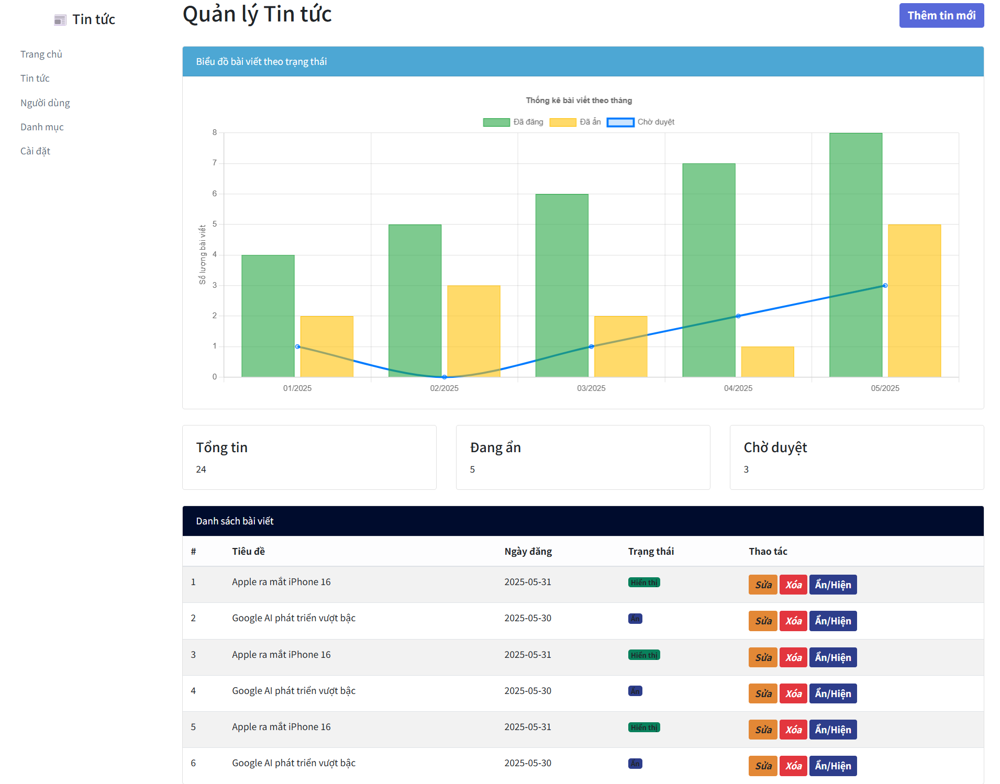 Tin tức
Trang chủ
Tin tức
Người dùng
Danh mục
Cài đặt
Quản lý Tin tức
Thêm tin mới
Biểu đồ bài viết theo trạng thái
Thống kê bài viết theo tháng
Đã đăng Đã ẩn Chờ duyệt
Số lượng bài viết
8
7
6
5
4
3
2
1
0
01/2025 02/2025 03/2025 04/2025 05/2025
Tổng tin
24
Đang ẩn
5
Chờ duyệt
3
Danh sách bài viết
# Tiêu đề Ngày đăng Trạng thái Thao tác
1 Apple ra mắt iPhone 16 2025-05-31 Hiển thị Sửa Xóa Ẩn/Hiện
2 Google AI phát triển vượt bậc 2025-05-30 Ẩn Sửa Xóa Ẩn/Hiện
3 Apple ra mắt iPhone 16 2025-05-31 Hiển thị Sửa Xóa Ẩn/Hiện
4 Google AI phát triển vượt bậc 2025-05-30 Ẩn Sửa Xóa Ẩn/Hiện
5 Apple ra mắt iPhone 16 2025-05-31 Hiển thị Sửa Xóa Ẩn/Hiện
6 Google AI phát triển vượt bậc 2025-05-30 Ẩn Sửa Xóa Ẩn/Hiện